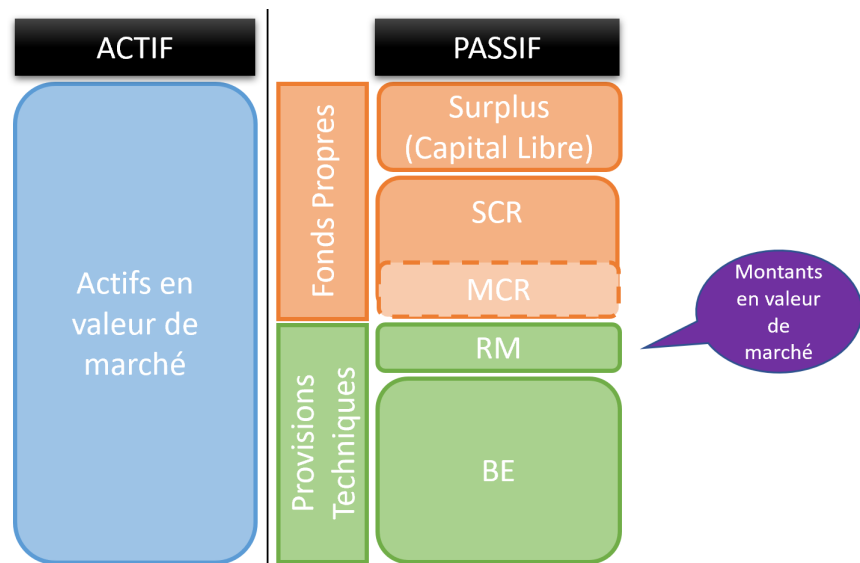 ACTIF
PASSIF
Actifs en
valeur de
marché
Fonds Propres
Surplus
(Capital Libre)
SCR
MCR
Provisions
Techniques
RM
BE
Montants
en valeur
de
marché